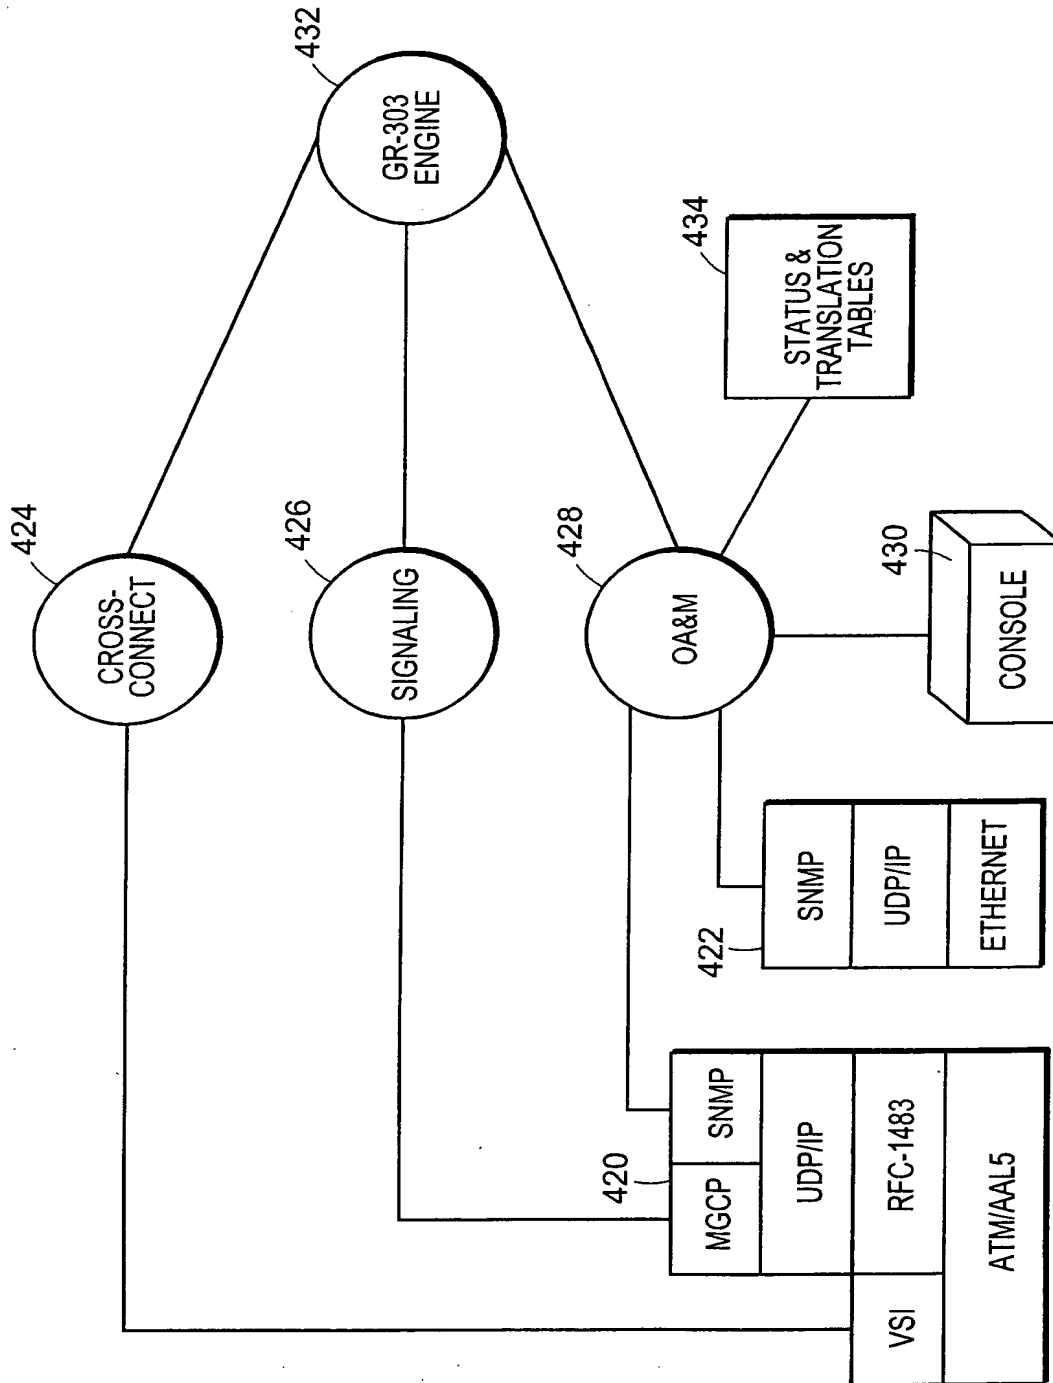 424
CROSS-
CONNECT
426
SIGNALING
428
OA&M
432
GR-303
ENGINE
434
STATUS &
TRANSLATION
TABLES
430
CONSOLE
420
MGCP
SNMP
UDP/IP
VSI
RFC-1483
ATM/AAL5
422
SNMP
UDP/IP
ETHERNET